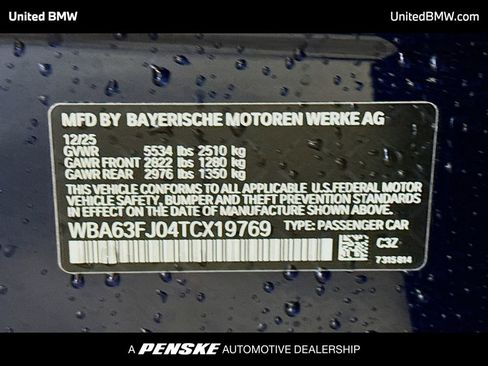 United BMW
UnitedBMW.com
MFD BY BAYERISCHE MOTOREN WERKE AG
12/25
GVWR 5534 lbs 2510 kg
GAWR FRONT 2822 lbs 1280 kg
GAWR REAR 2976 lbs 1350 kg
THIS VEHICLE CONFORMS TO ALL APPLICABLE U.S.FEDERAL MOTOR
VEHICLE SAFETY, BUMPER AND THEFT PREVENTION STANDARDS IN
EFFECT ON THE DATE OF MANUFACTURE SHOWN ABOVE.
WBA63FJ04TCX19769 TYPE: PASSENGER CAR
C3Z
7315814
A PENSKE AUTOMOTIVE DEALERSHIP